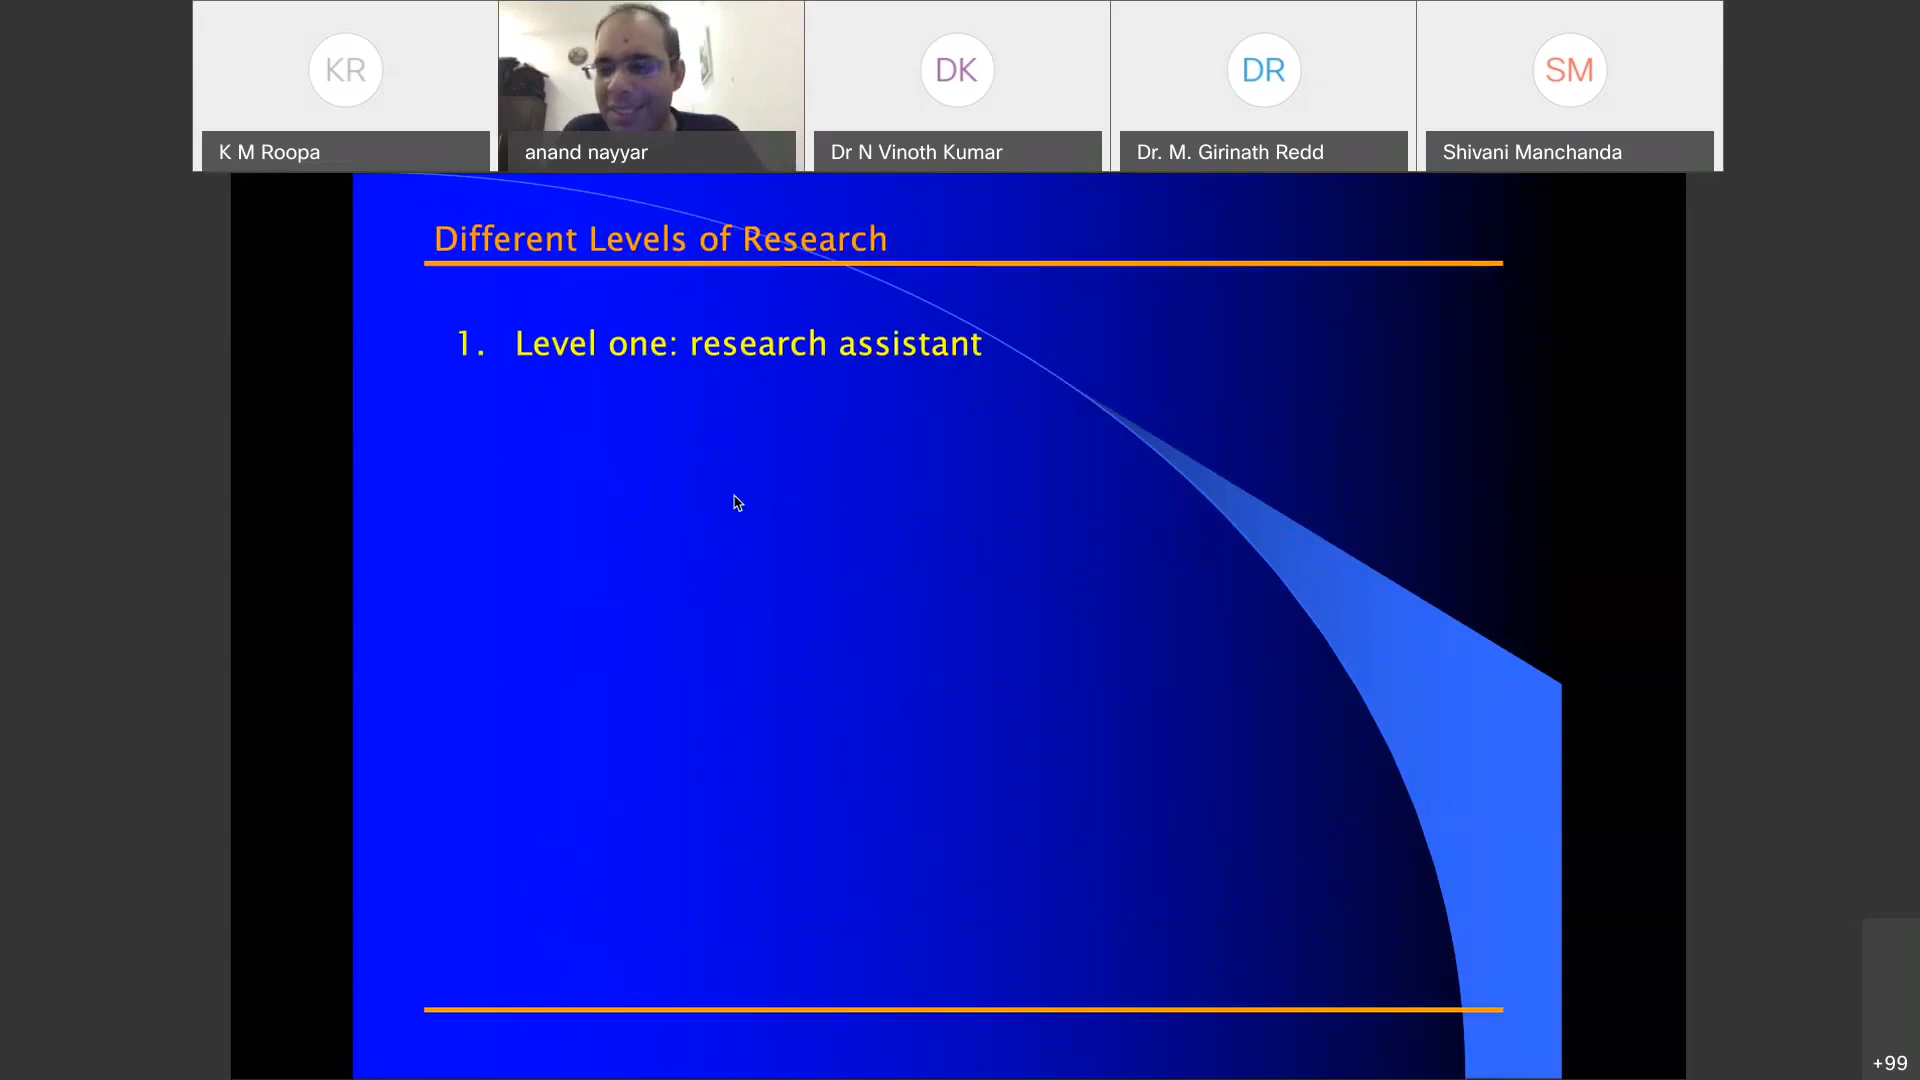 KR
DK
DR
SM
K M Roopa
anand nayyar
Dr N Vinoth Kumar
Dr. M. Girinath Redd
Shivani Manchanda
Different Levels of Research
1. Level one: research assistant
+99